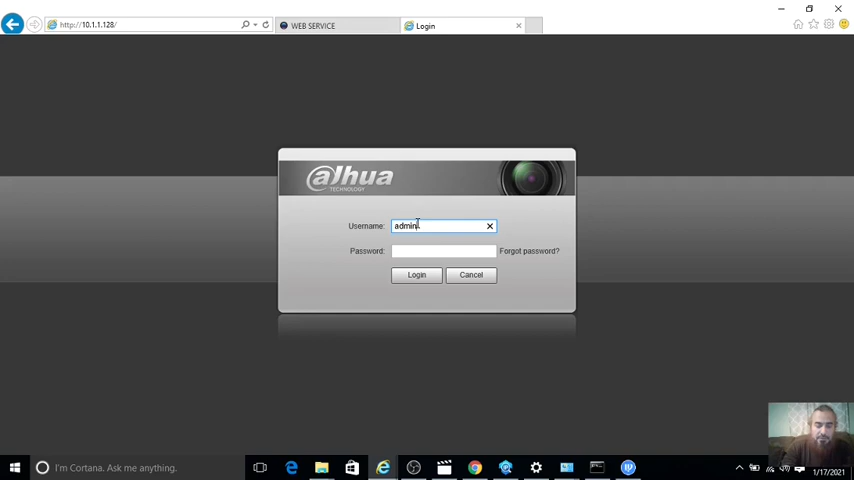 http://10.1.1.128/
WEB SERVICE
Login
alhua
TECHNOLOGY
Username:
admin
Password:
Forgot password?
Login
Cancel
I'm Cortana. Ask me anything.
1/17/2021